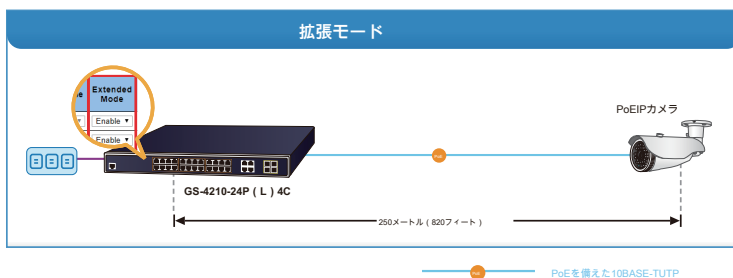 拡張モード
Extended
Mode
Enable
Enable
PoEIPカメラ
PoE
GS-4210-24P ( L ) 4C
250メートル ( 820フィート )
PoE
PoEを備えた10BASE-TUTP